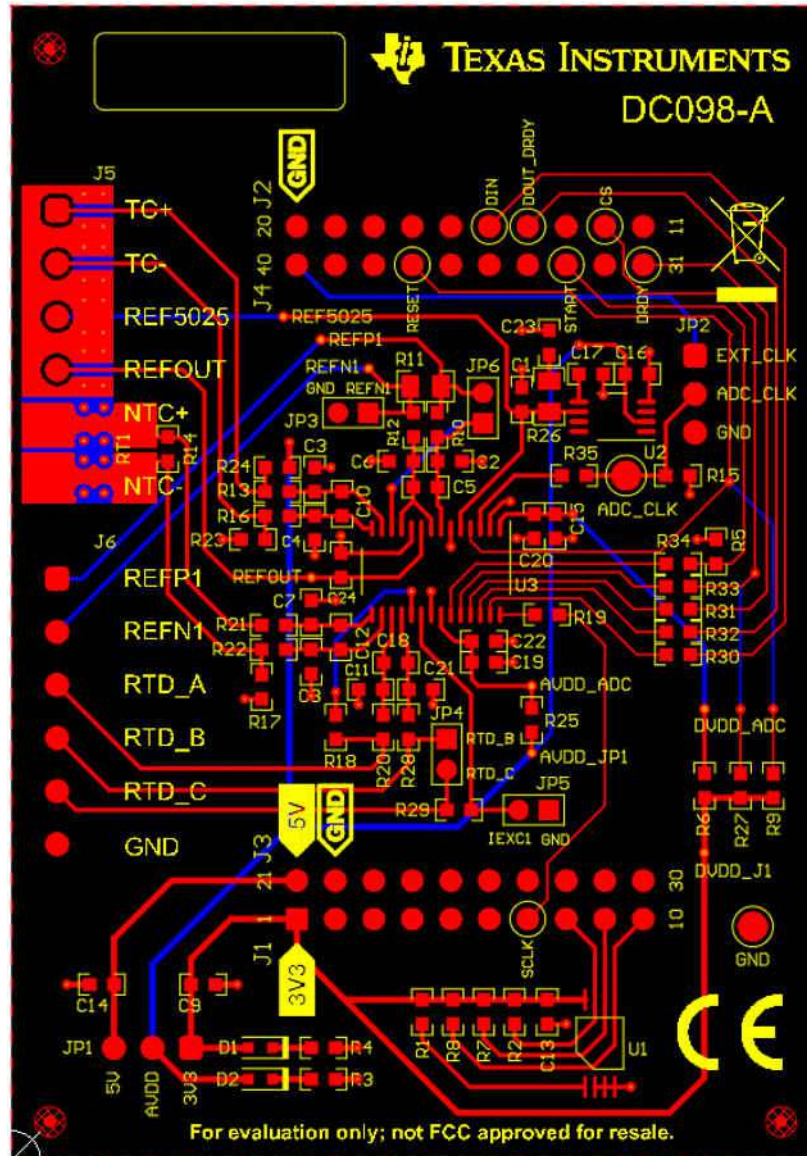 TEXAS INSTRUMENTS
DC098-A
J5
GND
J2
20
40
J4
DIN
DOUT_DRDY
CS
11
31
RESET
START
DRDY
TC+
TC-
REF5025
REFOUT
NTC+
NTC-
RT1
R14
REF5025
REFP1
REFN1
GND REFN1
JP3
R11
JP6
R12
R10
C23
C1
C17
C16
R26
JP2
EXT_CLK
ADC_CLK
GND
R35
U2
R15
ADC_CLK
R24
C3
R13
R16
C10
R23
C4
C6
C2
C5
REFOUT
C24
C20
U3
R5
R34
R33
R31
R32
R30
J6
REFP1
REFN1
RTD_A
RTD_B
RTD_C
GND
C7
R21
R22
C12
R17
C18
C11
C21
C22
C19
R19
R18
R20
R28
JP4
RTD_B
RTD_C
AVDD_ADC
R25
AVDD_JP1
DVDD_ADC
R29
JP5
IEXC1 GND
R6
R27
R9
DVDD_J1
5V
GND
J3
21
30
1
10
J1
3V3
SCLK
GND
C14
C9
JP1
5V
AVDD
3V3
D1
R4
D2
R3
R1
R8
R7
R2
C13
U1
CE
For evaluation only; not FCC approved for resale.